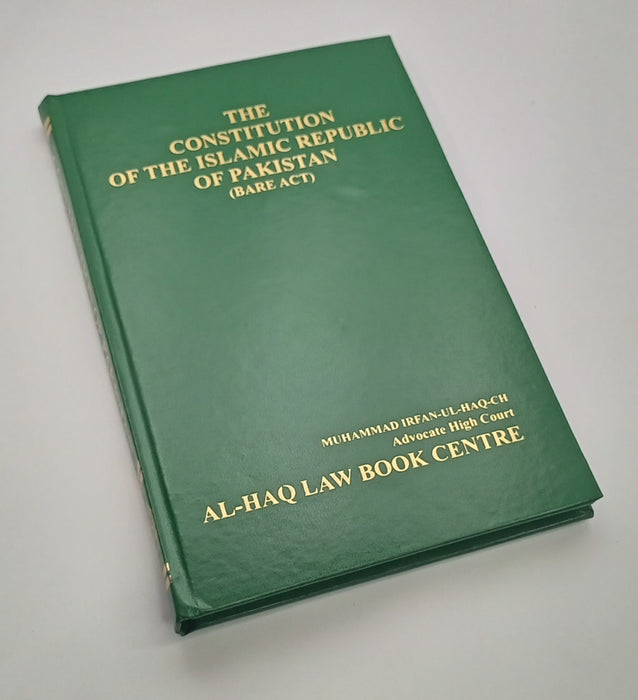 THE
CONSTITUTION
OF THE ISLAMIC REPUBLIC
OF PAKISTAN
(BARE ACT)
MUHAMMAD IRFAN-UL-HAQ-CH
Advocate High Court
AL-HAQ LAW BOOK CENTRE